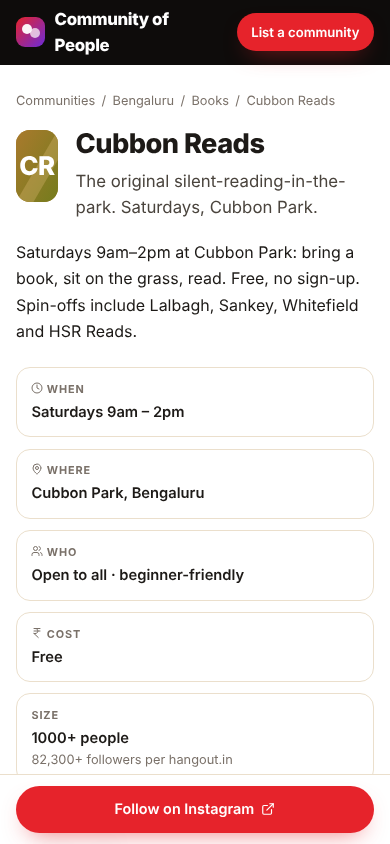 Community of
People
List a community
Communities / Bengaluru / Books / Cubbon Reads
CR
Cubbon Reads
The original silent-reading-in-the-
park. Saturdays, Cubbon Park.
Saturdays 9am–2pm at Cubbon Park: bring a
book, sit on the grass, read. Free, no sign-up.
Spin-offs include Lalbagh, Sankey, Whitefield
and HSR Reads.
WHEN
Saturdays 9am – 2pm
WHERE
Cubbon Park, Bengaluru
WHO
Open to all · beginner-friendly
₹ COST
Free
SIZE
1000+ people
82,300+ followers per hangout.in
Follow on Instagram